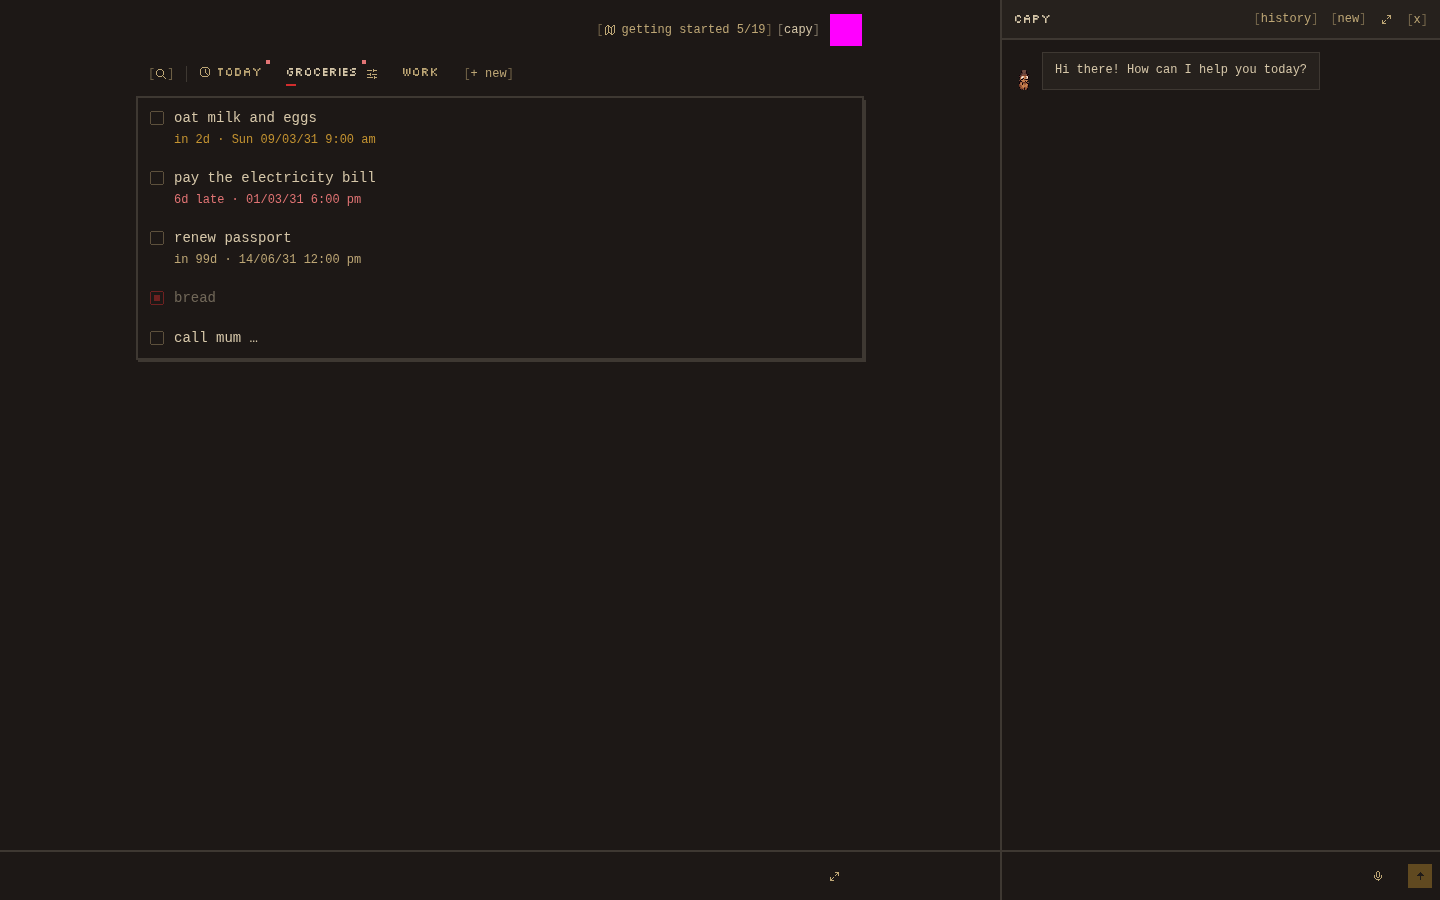 [getting started 5/19] [capy]
TODAY GROCERIES WORK [+ new]
oat milk and eggs
in 2d · Sun 09/03/31 9:00 am
pay the electricity bill
6d late · 01/03/31 6:00 pm
renew passport
in 99d · 14/06/31 12:00 pm
bread
call mum …
CAPY [history] [new] [x]
Hi there! How can I help you today?